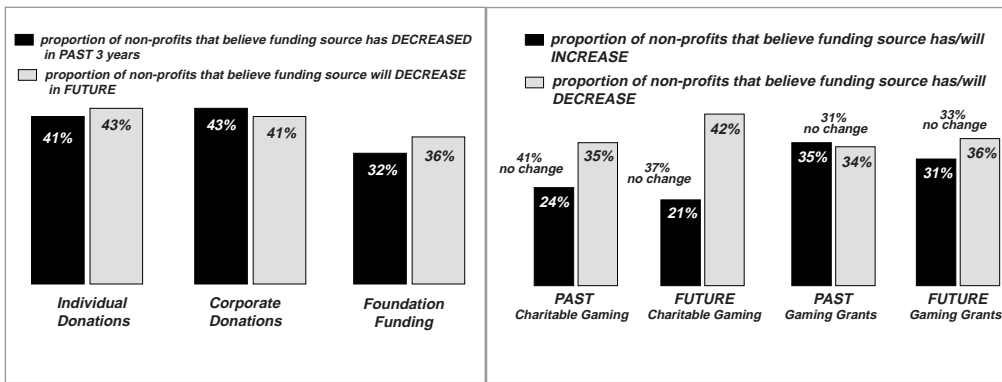 proportion of non-profits that believe funding source has DECREASED
in PAST 3 years
proportion of non-profits that believe funding source will DECREASE
in FUTURE
41%
43%
43%
41%
32%
36%
Individual
Donations
Corporate
Donations
Foundation
Funding
proportion of non-profits that believe funding source has/will
INCREASE
proportion of non-profits that believe funding source has/will
DECREASE
41%
no change
24%
35%
37%
no change
21%
42%
31%
no change
35%
34%
33%
no change
31%
36%
PAST
Charitable Gaming
FUTURE
Charitable Gaming
PAST
Gaming Grants
FUTURE
Gaming Grants